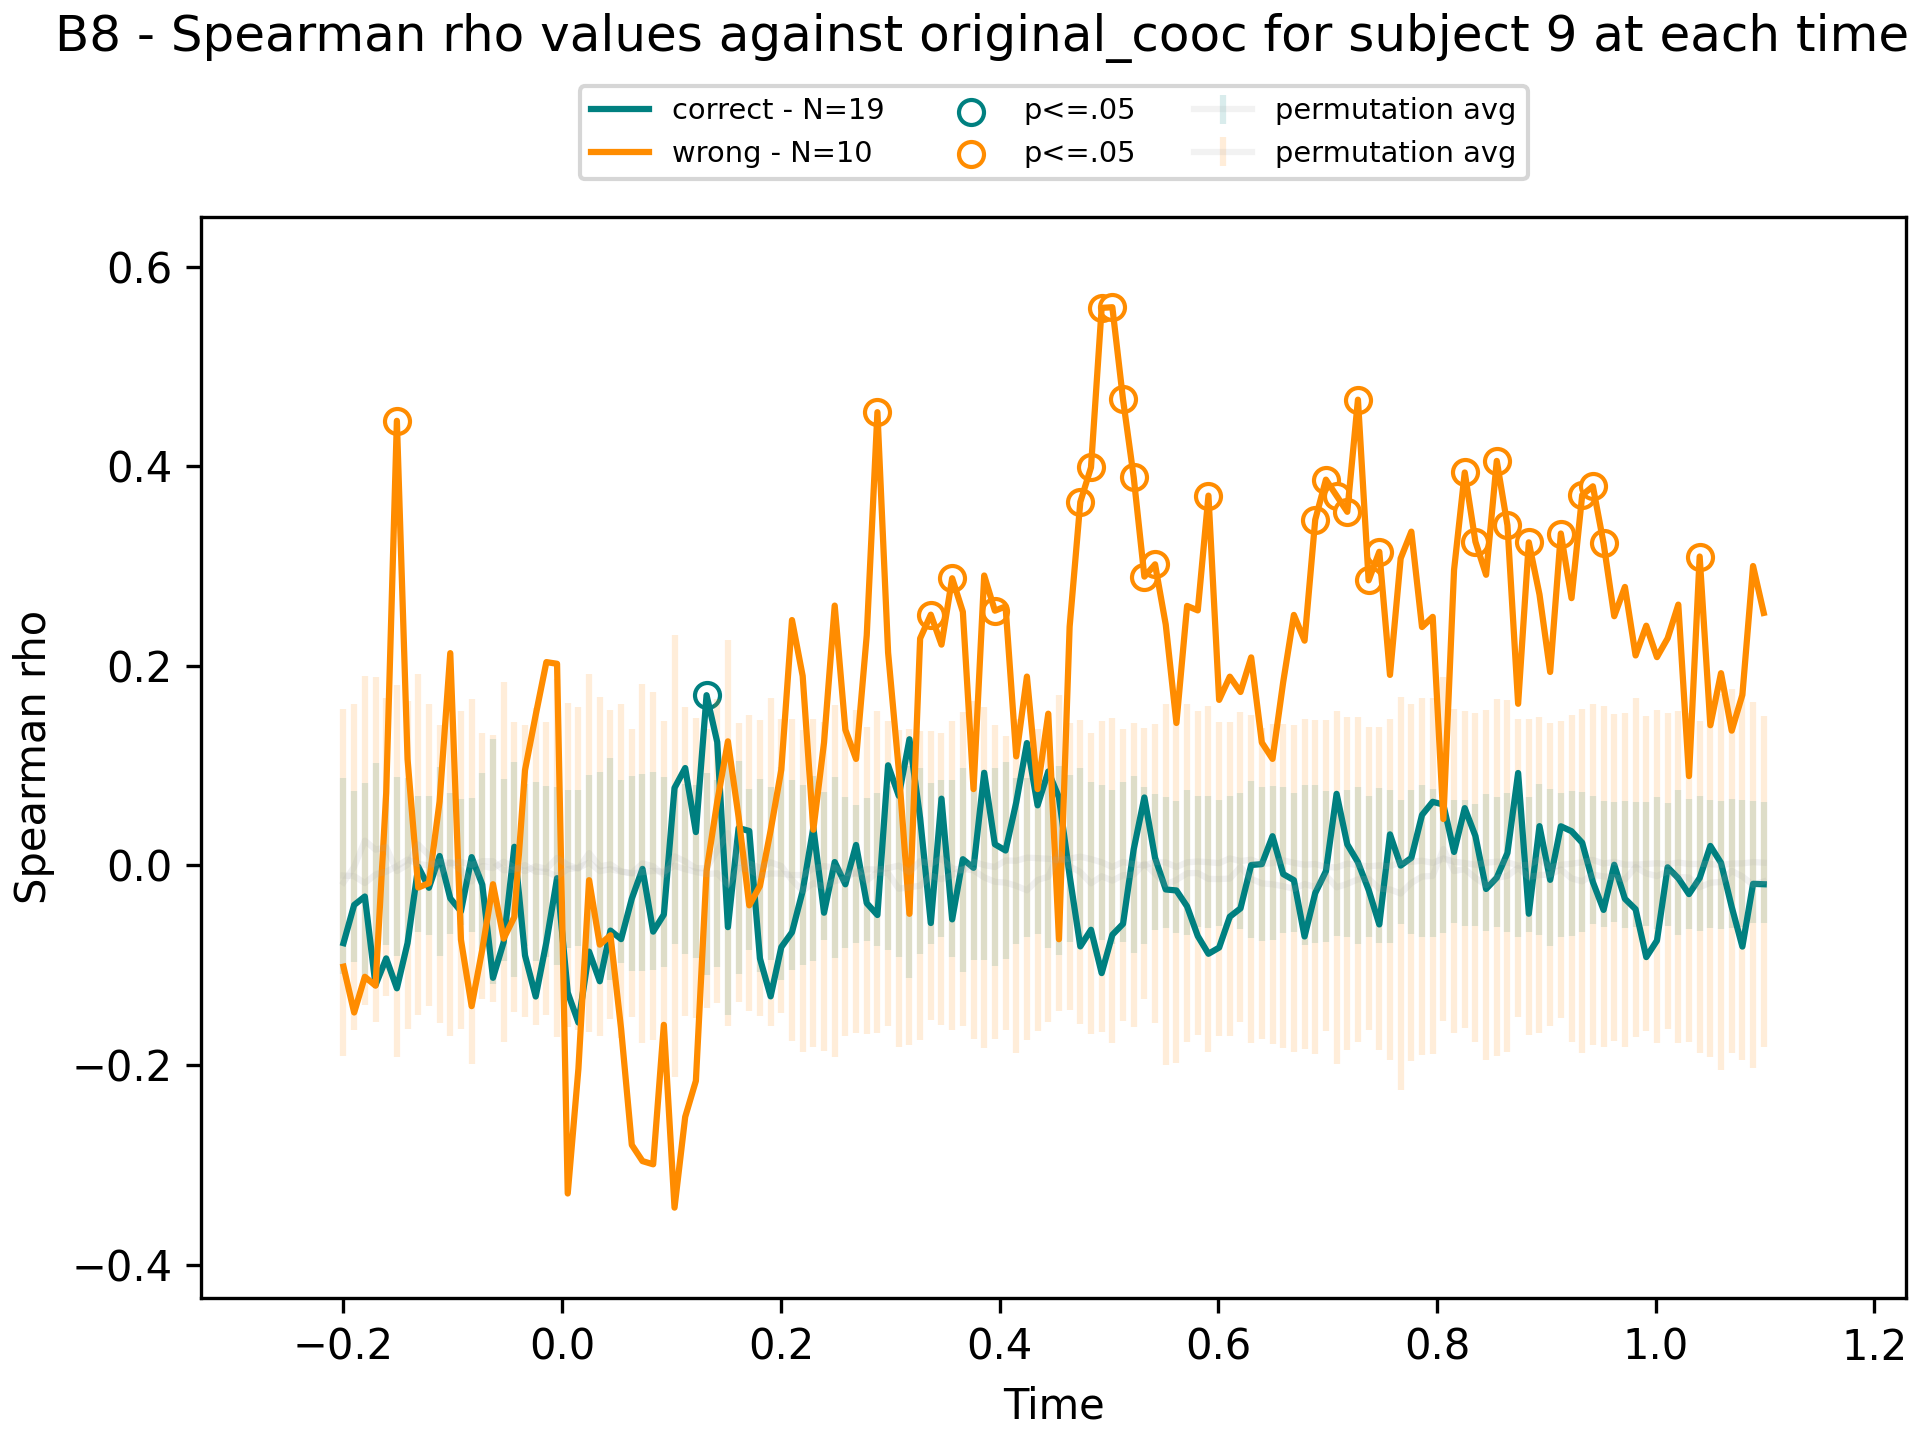 B8 - Spearman rho values against original_cooc for subject 9 at each time
correct - N=19
wrong - N=10
p<=.05
p<=.05
permutation avg
permutation avg
Spearman rho
0.6
0.4
0.2
0.0
−0.2
−0.4
−0.2
0.0
0.2
0.4
0.6
0.8
1.0
1.2
Time